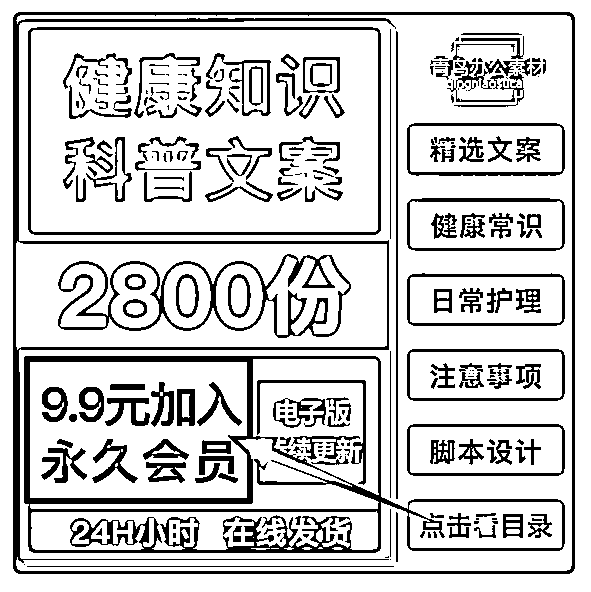 健康知识
科普文案
2800份
9.9元加入
永久会员
电子版
持续更新
24H小时 在线发货
青鸟办公素材
qingniaosucai
精选文案
健康常识
日常护理
注意事项
脚本设计
点击看目录